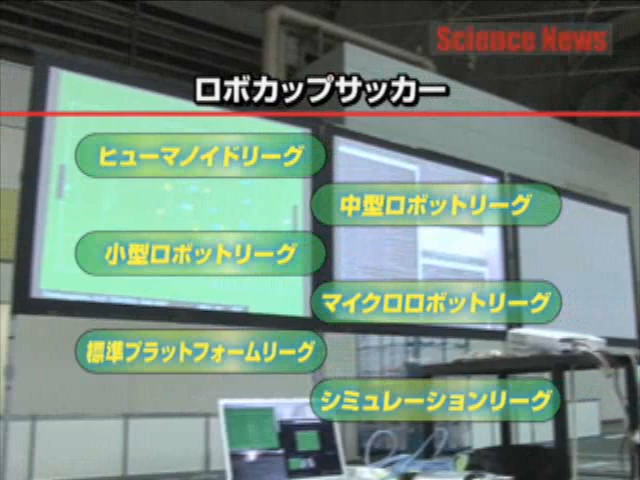 Science News
ロボカップサッカー
ヒューマノイドリーグ
中型ロボットリーグ
小型ロボットリーグ
マイクロロボットリーグ
標準プラットフォームリーグ
シミュレーションリーグ